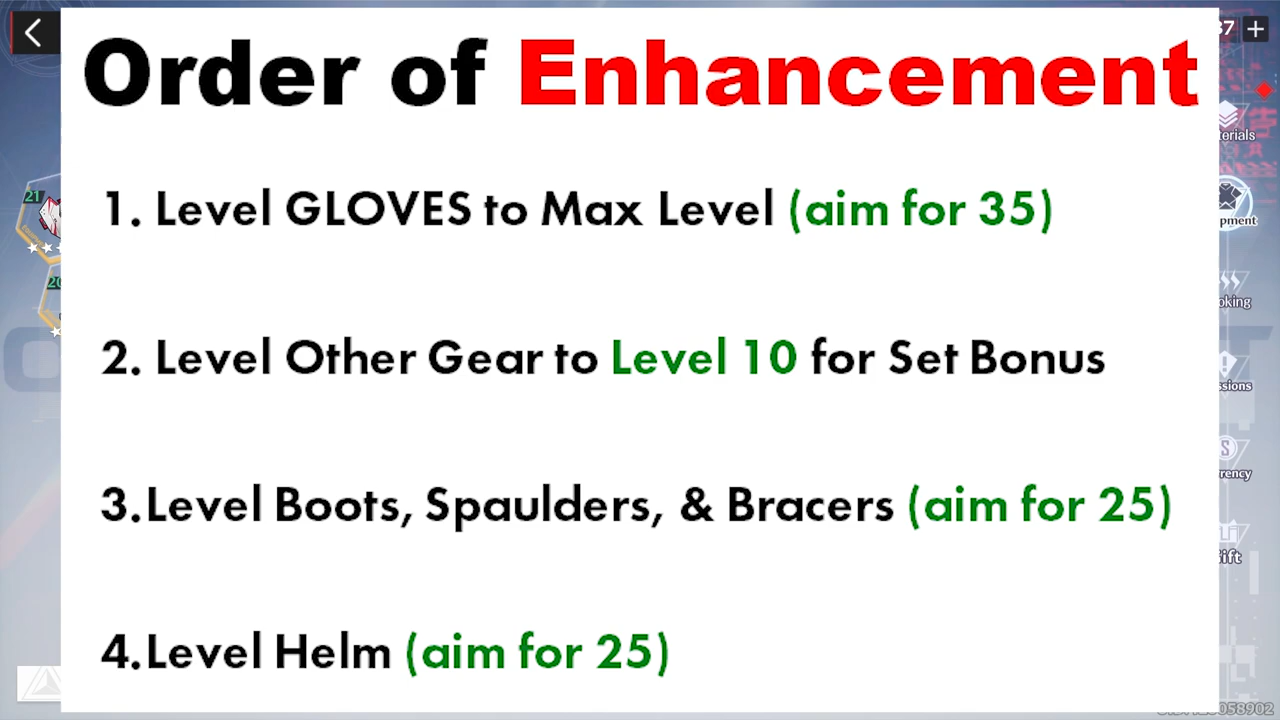 Order of Enhancement
1. Level GLOVES to Max Level (aim for 35)
2. Level Other Gear to Level 10 for Set Bonus
3.Level Boots, Spaulders, & Bracers (aim for 25)
4.Level Helm (aim for 25)
21